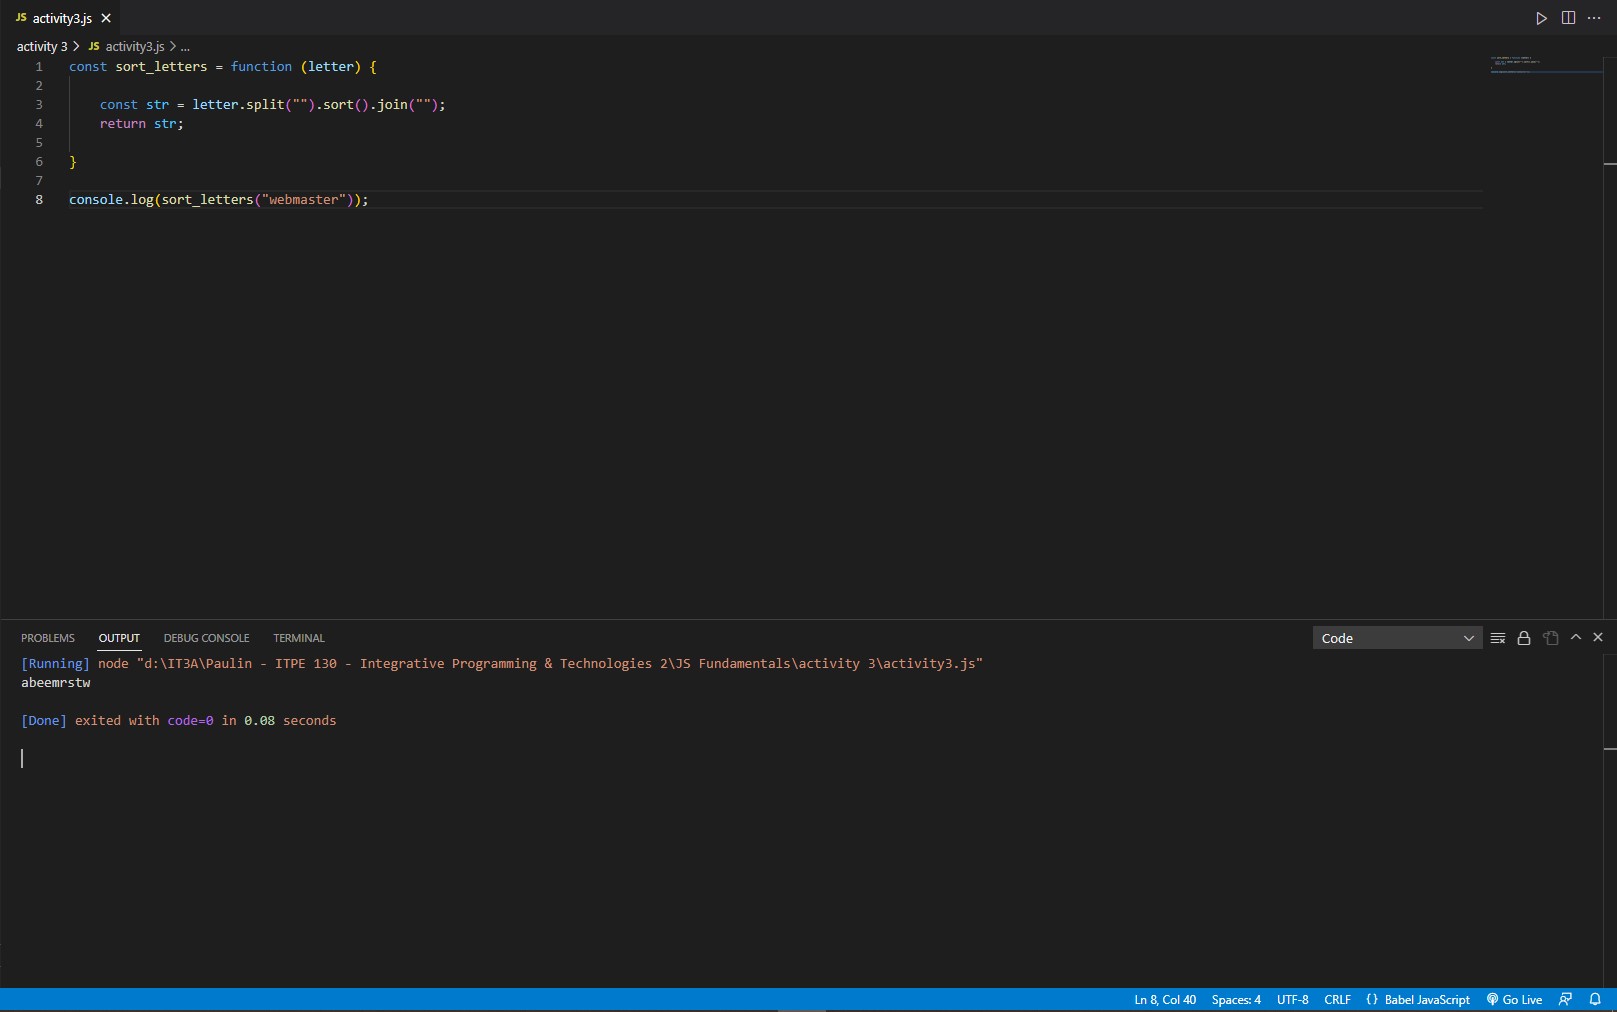 JS activity3.js
activity 3 > JS activity3.js > ...
1 const sort_letters = function (letter) {
2
3 const str = letter.split("").sort().join("");
4 return str;
5
6 }
7
8 console.log(sort_letters("webmaster"));
PROBLEMS OUTPUT DEBUG CONSOLE TERMINAL Code
[Running] node "d:\IT3A\Paulin - ITPE 130 - Integrative Programming & Technologies 2\JS Fundamentals\activity 3\activity3.js"
abeemrstw
[Done] exited with code=0 in 0.08 seconds
Ln 8, Col 40 Spaces: 4 UTF-8 CRLF {} Babel JavaScript Go Live